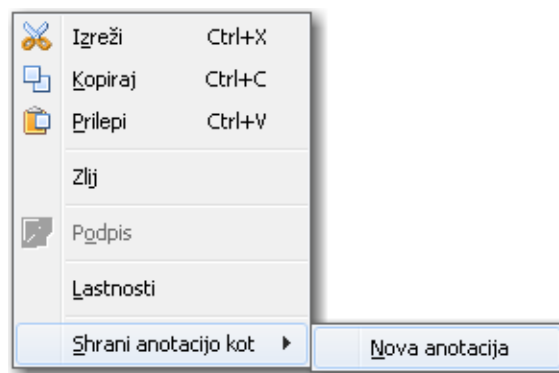 Izreži Ctrl+X
Kopiraj Ctrl+C
Prilepi Ctrl+V
Zlij
Podpis
Lastnosti
Shrani anotacijo kot Nova anotacija